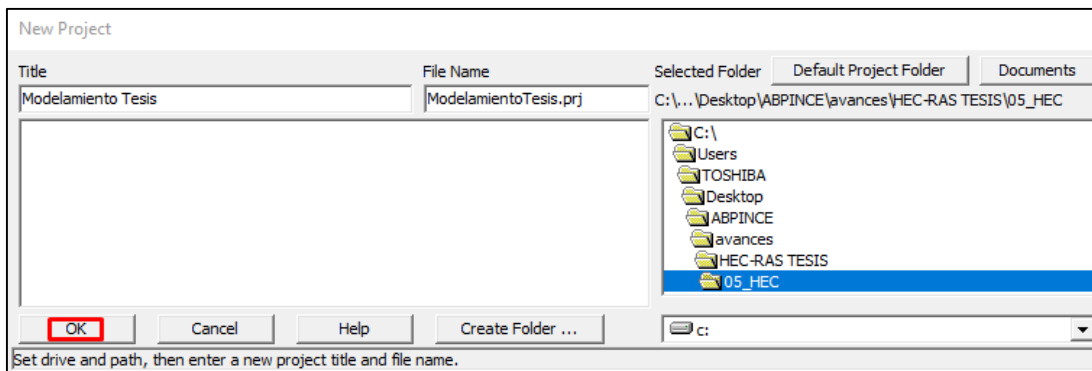 New Project
Title
File Name
Selected Folder
Default Project Folder
Documents
Modelamiento Tesis
ModelamientoTesis.prj
C:\...\Desktop\ABPINCE\avances\HEC-RAS TESIS\05_HEC
C:\
Users
TOSHIBA
Desktop
ABPINCE
avances
HEC-RAS TESIS
05_HEC
OK
Cancel
Help
Create Folder ...
c:
Set drive and path, then enter a new project title and file name.